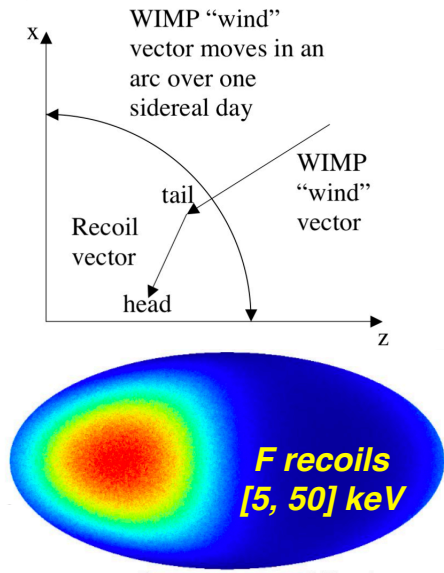 x
WIMP “wind”
vector moves in an
arc over one
sidereal day
WIMP
“wind”
vector
tail
Recoil
vector
head
z
F recoils
[5, 50] keV